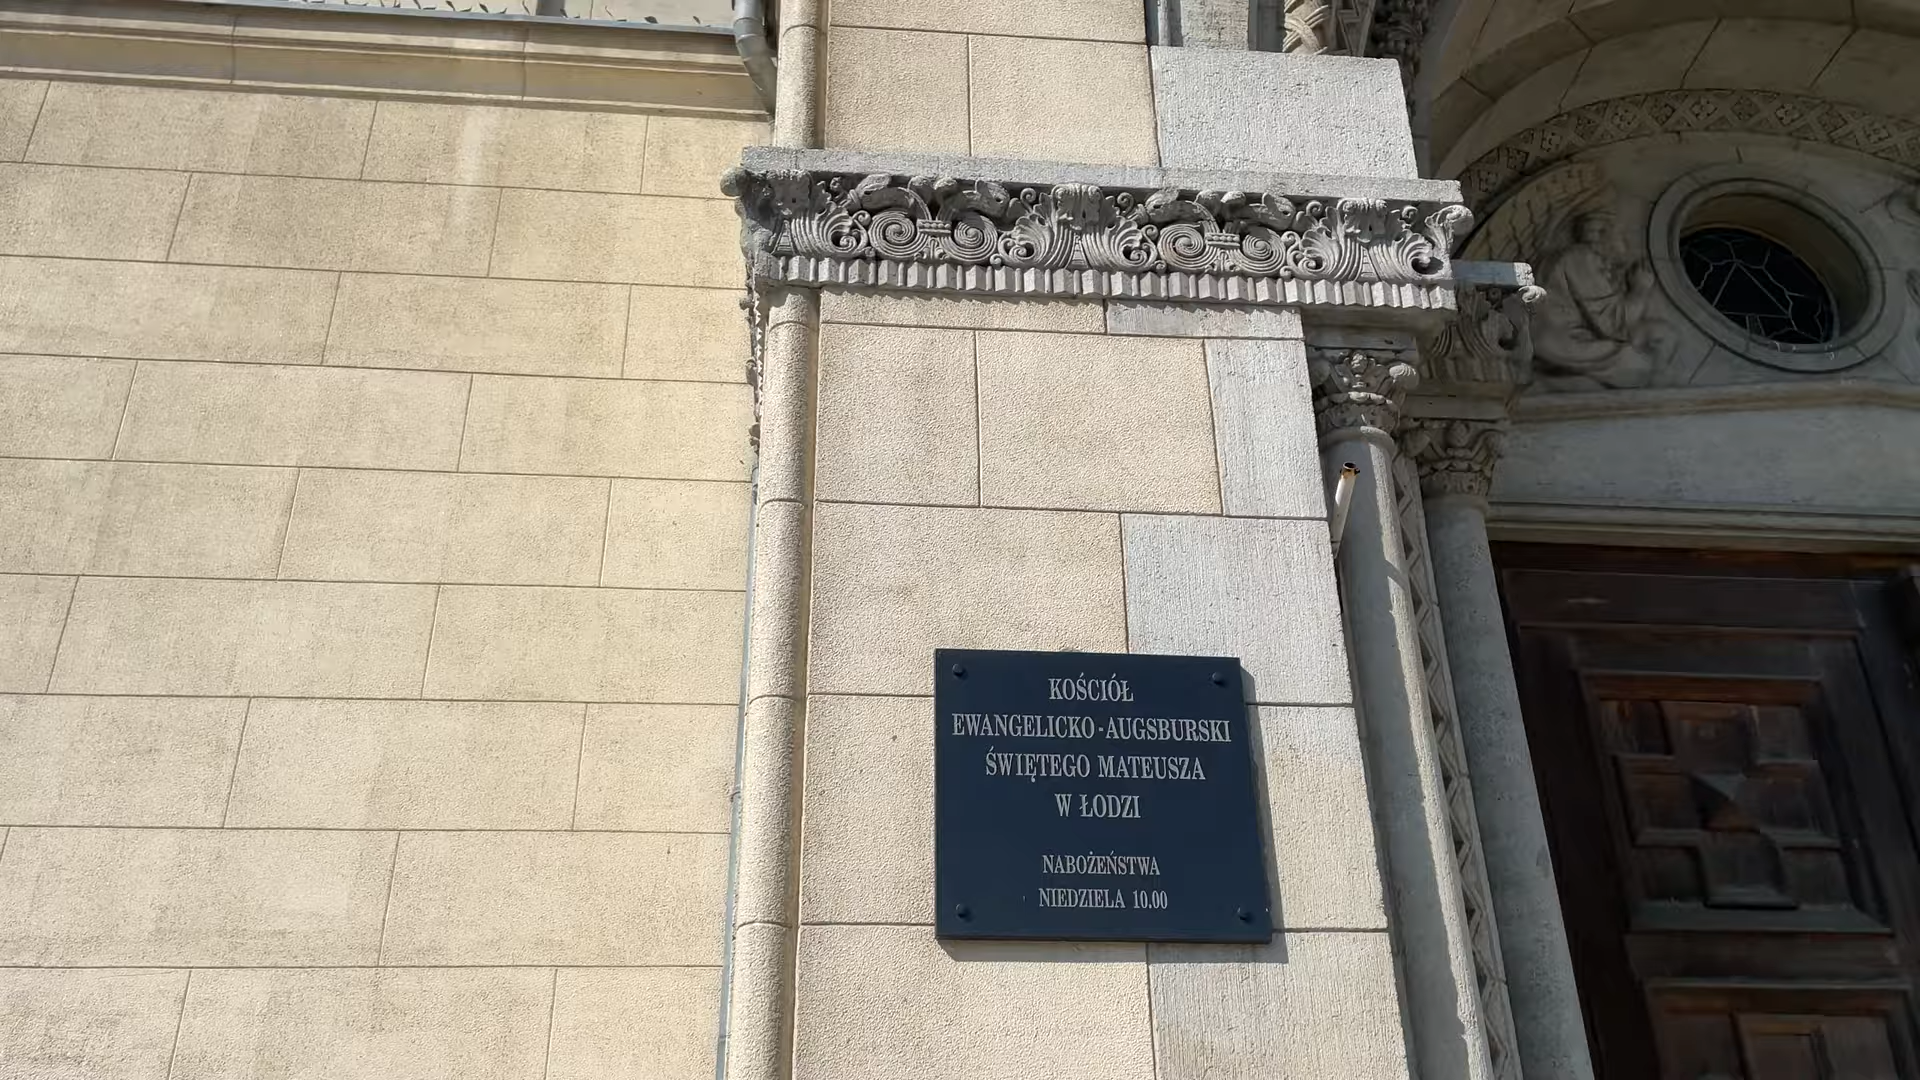 KOŚCIÓŁ
EWANGELICKO-AUGSBURSKI
ŚWIĘTEGO MATEUSZA
W ŁODZI
NABOŻEŃSTWA
NIEDZIELA 10.00